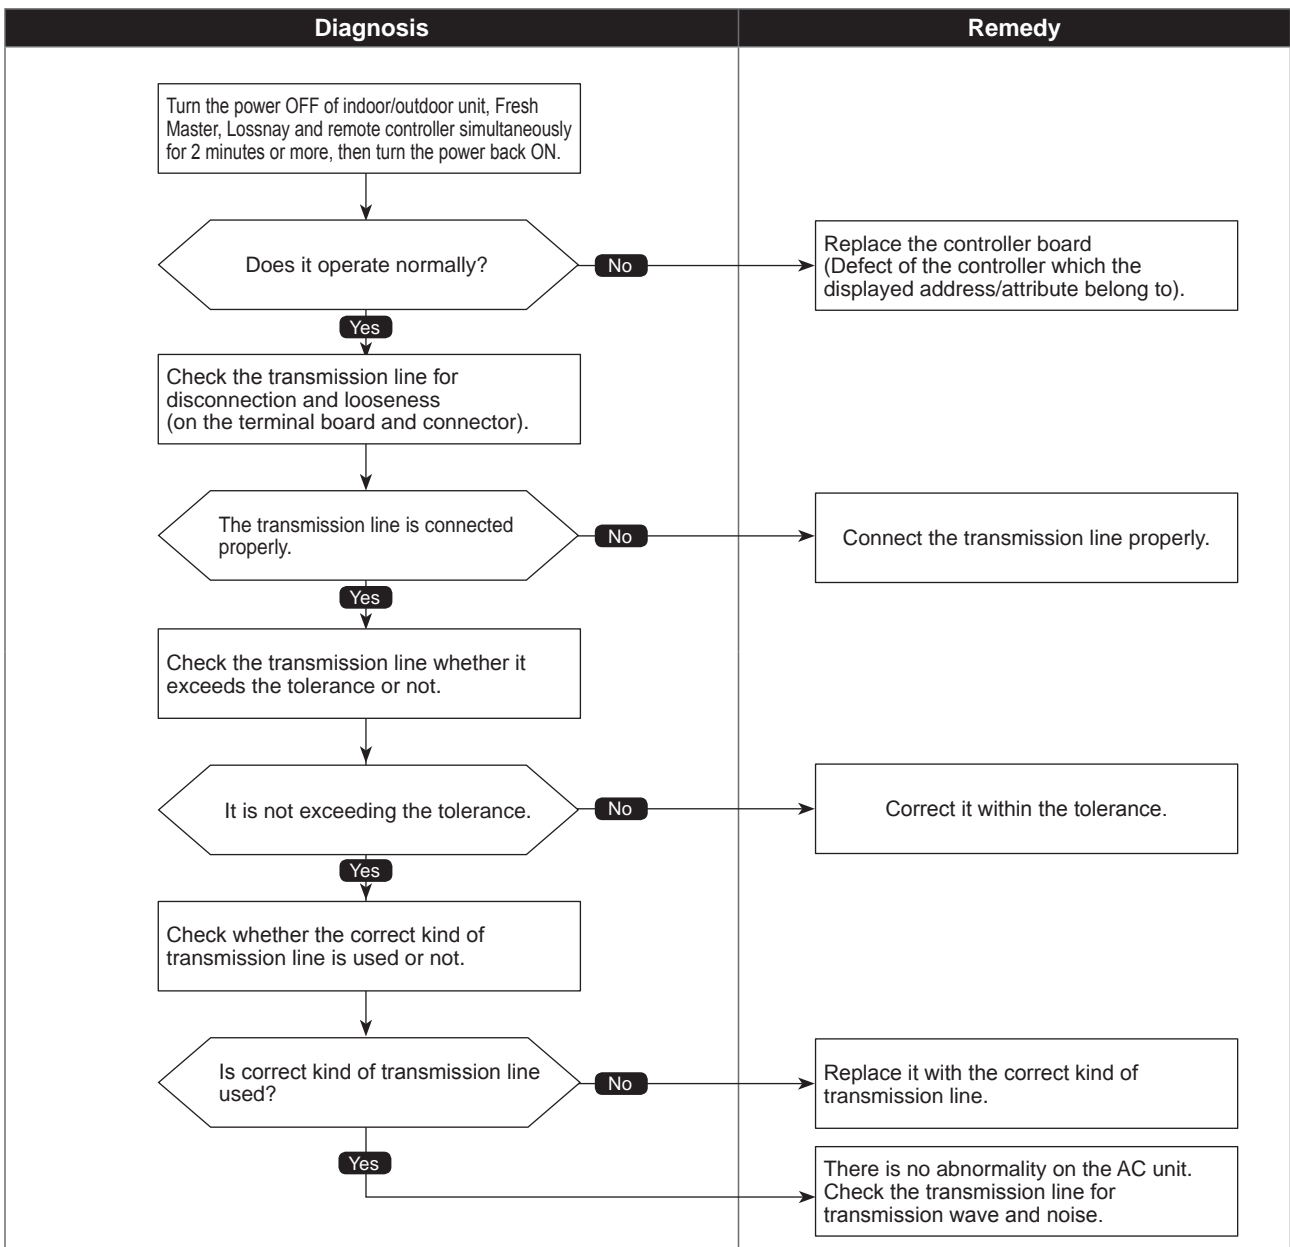 Diagnosis
Remedy
Turn the power OFF of indoor/outdoor unit, Fresh
Master, Lossnay and remote controller simultaneously
for 2 minutes or more, then turn the power back ON.
Does it operate normally?
No
Replace the controller board
(Defect of the controller which the
displayed address/attribute belong to).
Yes
Check the transmission line for
disconnection and looseness
(on the terminal board and connector).
The transmission line is connected
properly.
No
Connect the transmission line properly.
Yes
Check the transmission line whether it
exceeds the tolerance or not.
It is not exceeding the tolerance.
No
Correct it within the tolerance.
Yes
Check whether the correct kind of
transmission line is used or not.
Is correct kind of transmission line
used?
No
Replace it with the correct kind of
transmission line.
Yes
There is no abnormality on the AC unit.
Check the transmission line for
transmission wave and noise.